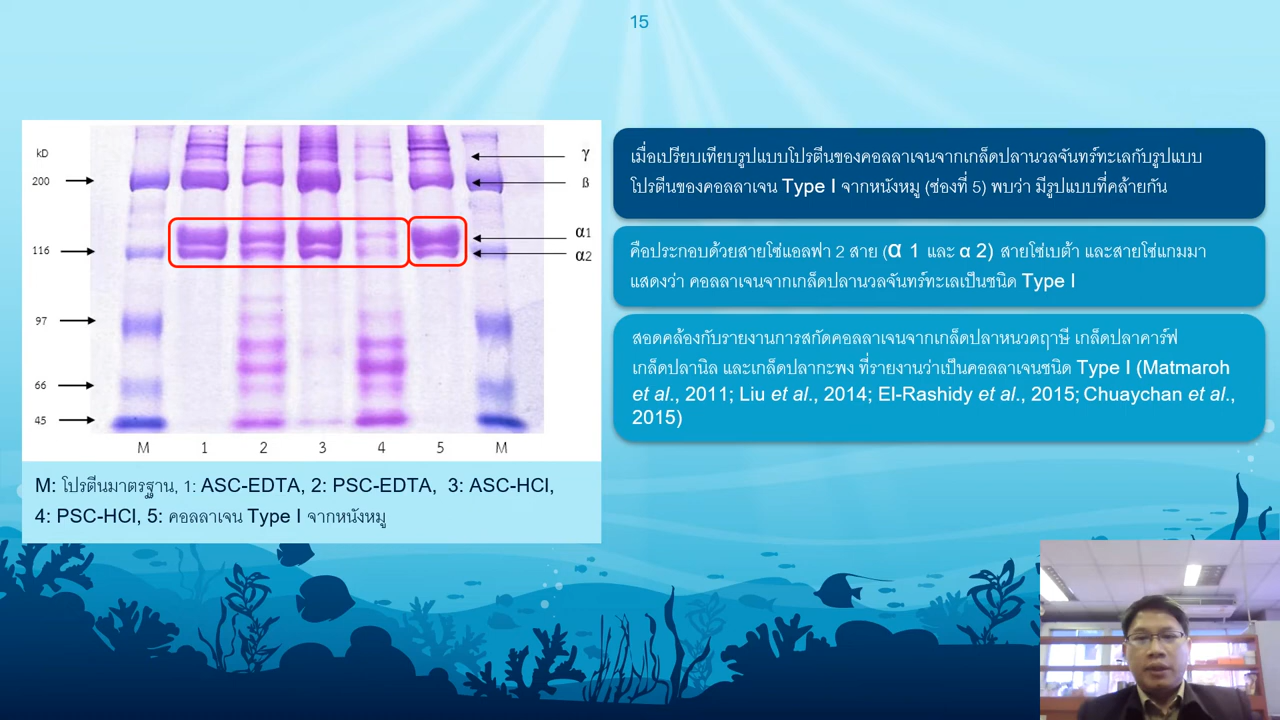 15
kD
200
116
97
66
45
γ
ß
α1
α2
M 1 2 3 4 5 M
M: โปรตีนมาตรฐาน, 1: ASC-EDTA, 2: PSC-EDTA, 3: ASC-HCl,
4: PSC-HCl, 5: คอลลาเจน Type I จากหนังหมู
เมื่อเปรียบเทียบรูปแบบโปรตีนของคอลลาเจนจากเกล็ดปลานวลจันทร์ทะเลกับรูปแบบ
โปรตีนของคอลลาเจน Type I จากหนังหมู (ช่องที่ 5) พบว่า มีรูปแบบที่คล้ายกัน
คือประกอบด้วยสายโซ่แอลฟา 2 สาย (α 1 และ α 2) สายโซ่เบต้า และสายโซ่แกมมา
แสดงว่า คอลลาเจนจากเกล็ดปลานวลจันทร์ทะเลเป็นชนิด Type I
สอดคล้องกับรายงานการสกัดคอลลาเจนจากเกล็ดปลาหนวดฤาษี เกล็ดปลาคาร์ฟ
เกล็ดปลานิล และเกล็ดปลากะพง ที่รายงานว่าเป็นคอลลาเจนชนิด Type I (Matmaroh
et al., 2011; Liu et al., 2014; El-Rashidy et al., 2015; Chuaychan et al.,
2015)